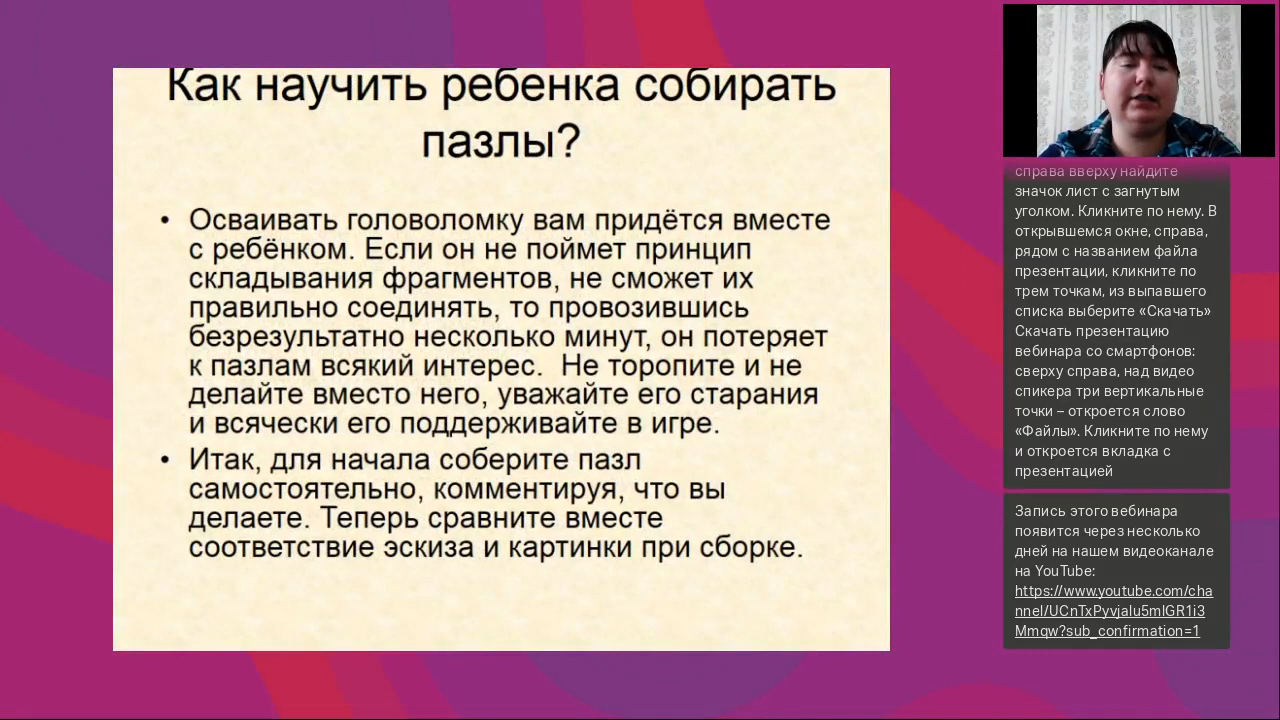 Как научить ребенка собирать
пазлы?
• Осваивать головоломку вам придётся вместе
с ребёнком. Если он не поймет принцип
складывания фрагментов, не сможет их
правильно соединять, то провозившись
безрезультатно несколько минут, он потеряет
к пазлам всякий интерес.  Не торопите и не
делайте вместо него, уважайте его старания
и всячески его поддерживайте в игре.
• Итак, для начала соберите пазл
самостоятельно, комментируя, что вы
делаете. Теперь сравните вместе
соответствие эскиза и картинки при сборке.
справа вверху найдите
значок лист с загнутым
уголком. Кликните по нему. В
открывшемся окне, справа,
рядом с названием файла
презентации, кликните по
трем точкам, из выпавшего
списка выберите «Скачать»
Скачать презентацию
вебинара со смартфонов:
сверху справа, над видео
спикера три вертикальные
точки – откроется слово
«Файлы». Кликните по нему
и откроется вкладка с
презентацией
Запись этого вебинара
появится через несколько
дней на нашем видеоканале
на YouTube:
https://www.youtube.com/cha
nnel/UCnTxPyvjalu5mlGR1i3
Mmqw?sub_confirmation=1